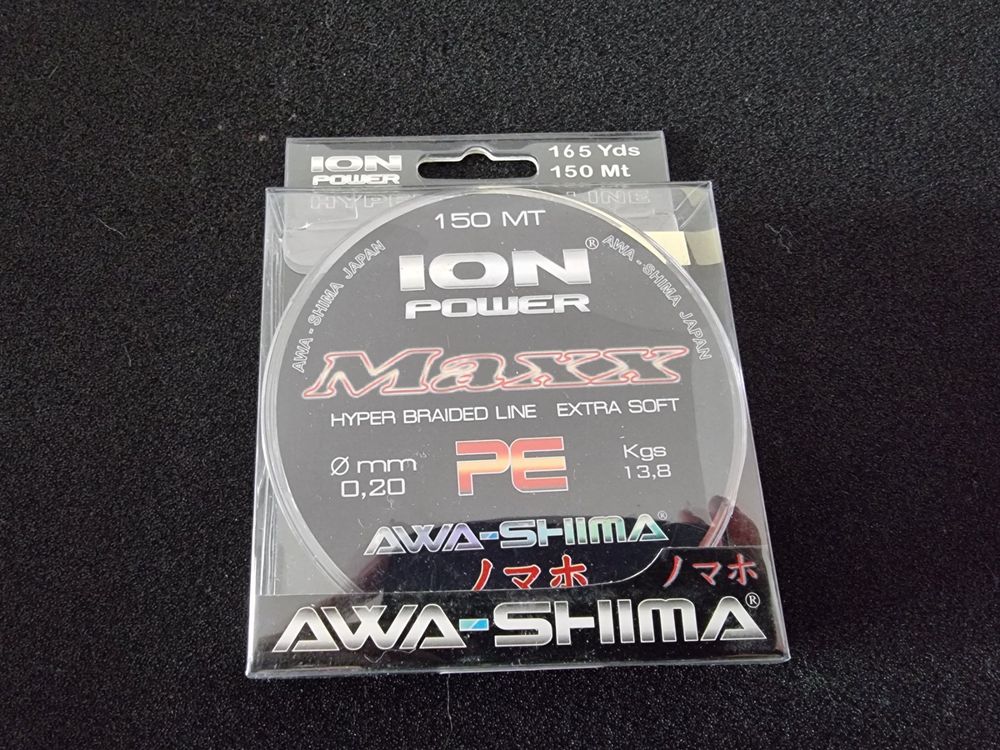 ION
POWER
165 Yds
150 Mt
HYPE LINE
150 MT
AWA-SHIMA JAPAN
ION®
POWER
AWA-SHIMA JAPAN
Maxx
HYPER BRAIDED LINE EXTRA SOFT
Ø mm
0,20
PE
Kgs
13,8
AWA-SHIMA®
ノマホ
ノマホ
AWA-SHIMA®